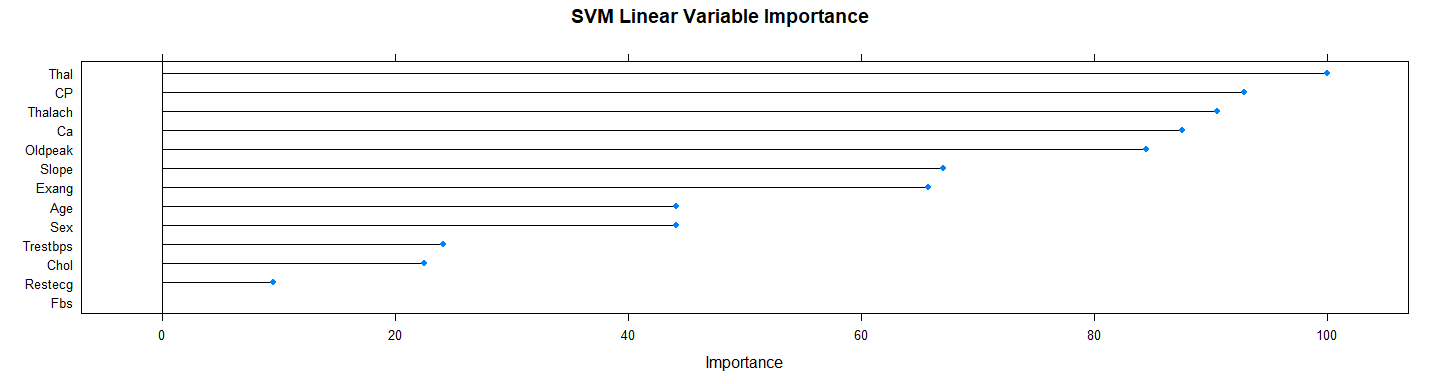 SVM Linear Variable Importance
Thal
CP
Thalach
Ca
Oldpeak
Slope
Exang
Age
Sex
Trestbps
Chol
Restecg
Fbs
0 20 40 60 80 100
Importance